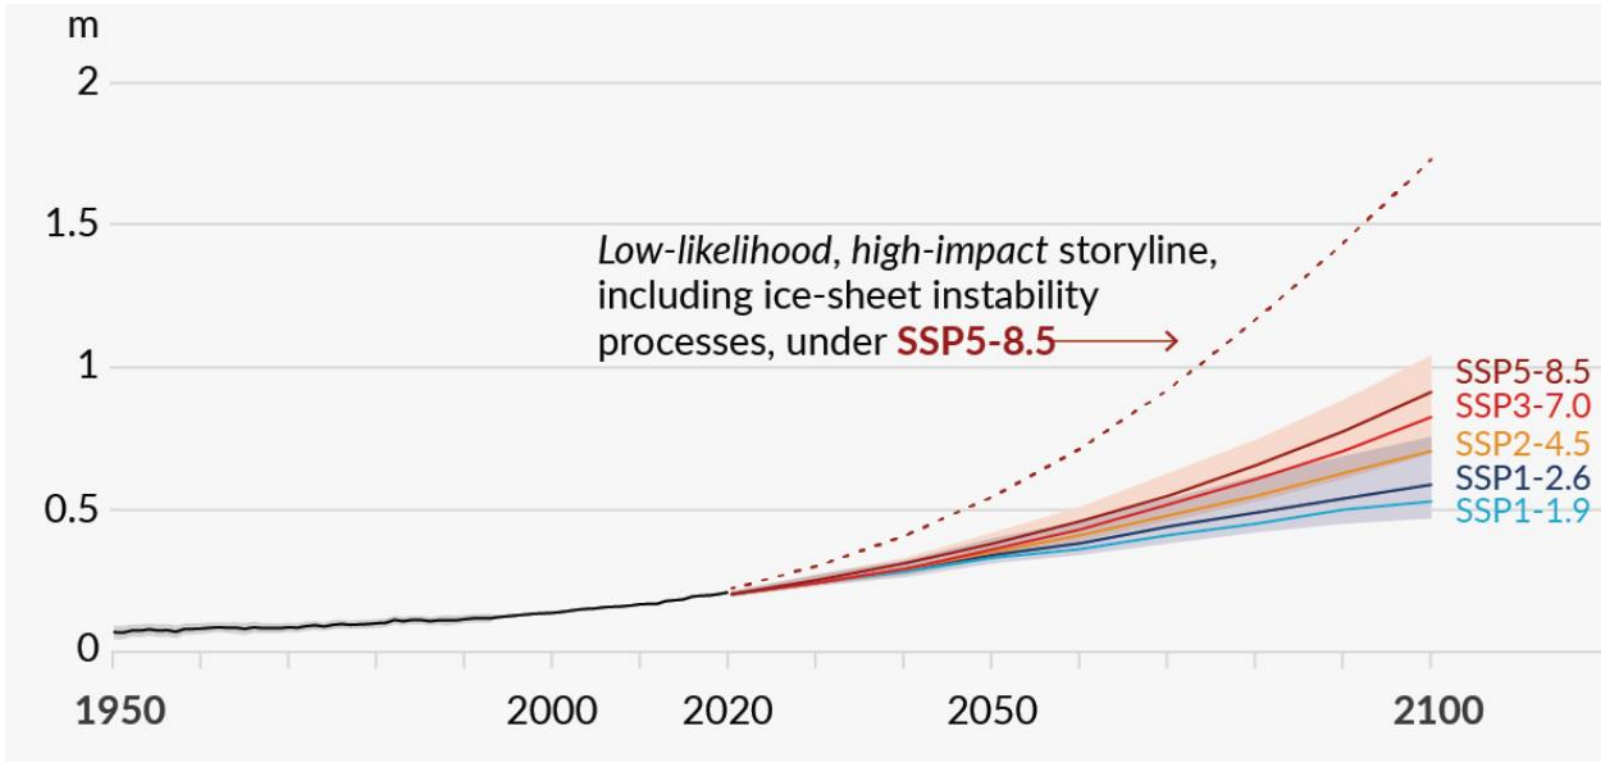 m
2
1.5
Low-likelihood, high-impact storyline,
including ice-sheet instability
processes, under SSP5-8.5
1
SSP5-8.5
SSP3-7.0
SSP2-4.5
SSP1-2.6
0.5
SSP1-1.9
0
1950 2000 2020 2050 2100